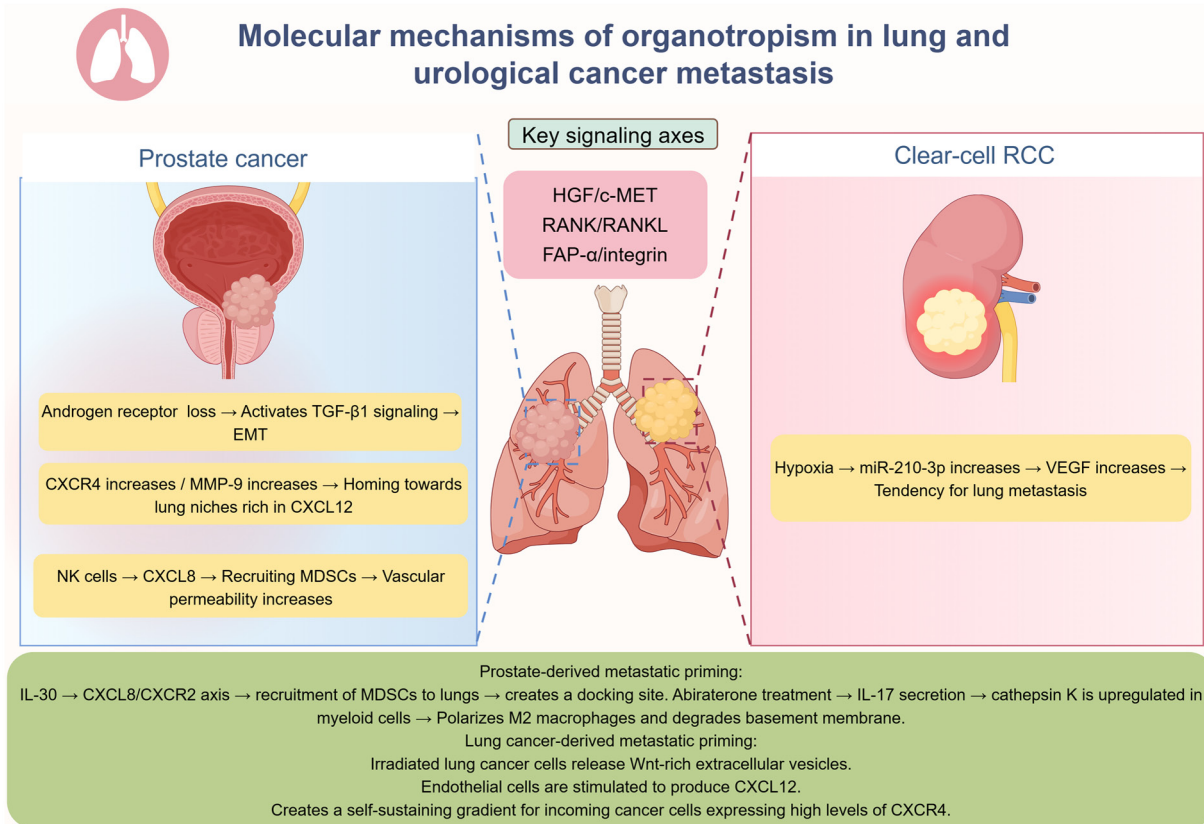 Molecular mechanisms of organotropism in lung and
urological cancer metastasis
Key signaling axes
HGF/c-MET
RANK/RANKL
FAP-α/integrin
Prostate cancer
Androgen receptor loss → Activates TGF-β1 signaling →
EMT
CXCR4 increases / MMP-9 increases → Homing towards
lung niches rich in CXCL12
NK cells → CXCL8 → Recruiting MDSCs → Vascular
permeability increases
Clear-cell RCC
Hypoxia → miR-210-3p increases → VEGF increases →
Tendency for lung metastasis
Prostate-derived metastatic priming:
IL-30 → CXCL8/CXCR2 axis → recruitment of MDSCs to lungs → creates a docking site. Abiraterone treatment → IL-17 secretion → cathepsin K is upregulated in
myeloid cells → Polarizes M2 macrophages and degrades basement membrane.
Lung cancer-derived metastatic priming:
Irradiated lung cancer cells release Wnt-rich extracellular vesicles.
Endothelial cells are stimulated to produce CXCL12.
Creates a self-sustaining gradient for incoming cancer cells expressing high levels of CXCR4.